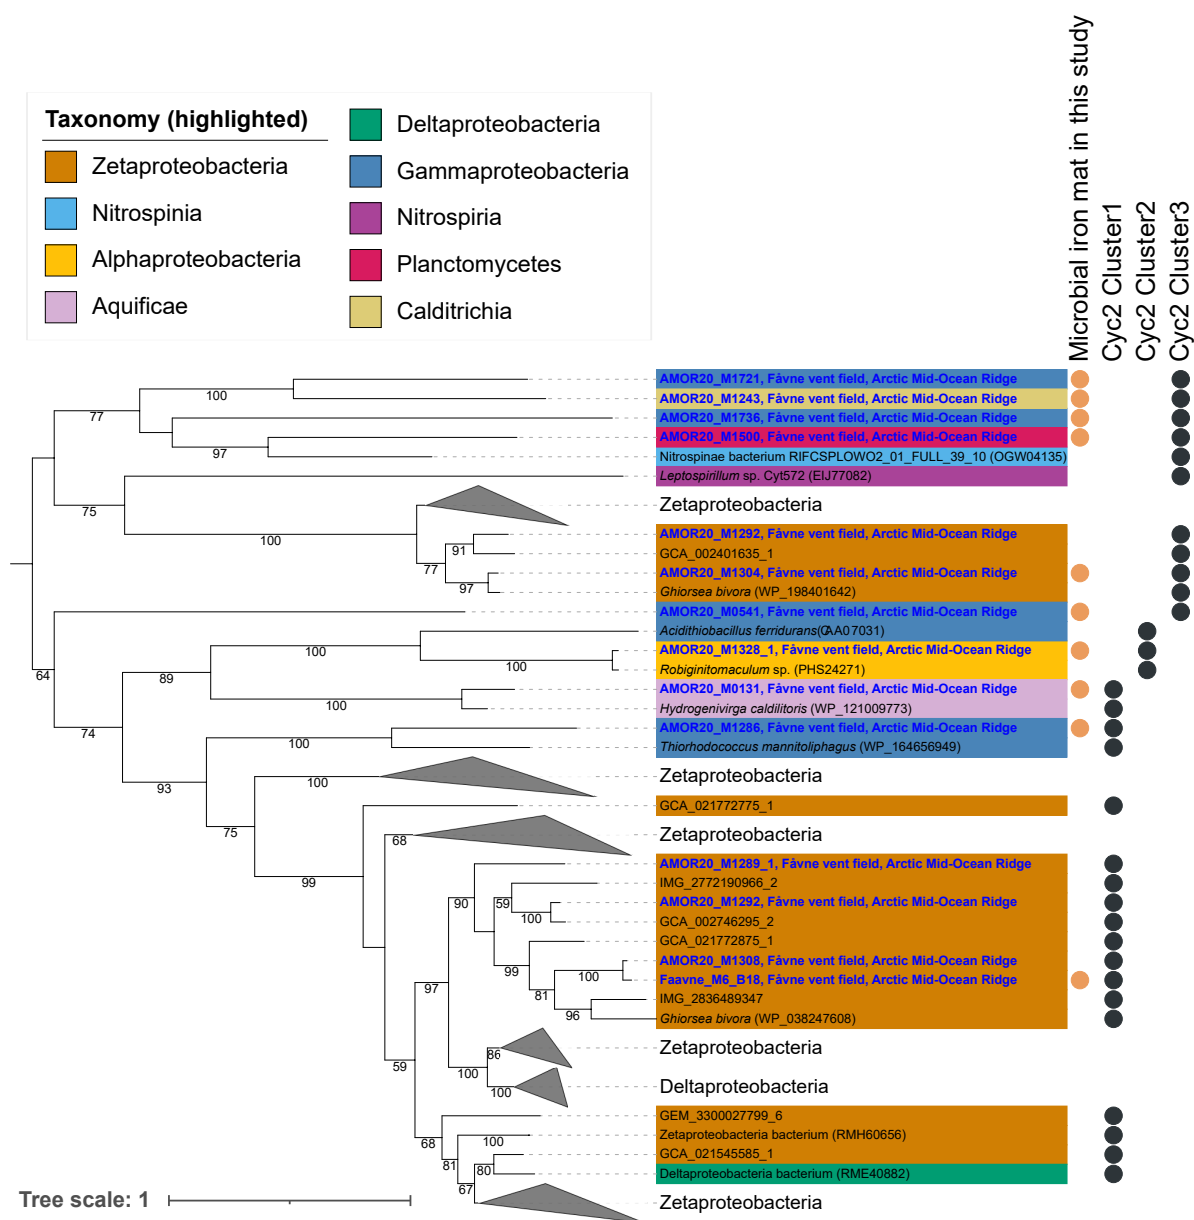 Microbial iron mat in this study
Cyc2 Cluster1
Cyc2 Cluster2
Cyc2 Cluster3
Taxonomy (highlighted)
Zetaproteobacteria
Nitrospinia
Alphaproteobacteria
Aquificae
Deltaproteobacteria
Gammaproteobacteria
Nitrospiria
Planctomycetes
Calditrichia
AMOR20_M1721, Fåvne vent field, Arctic Mid-Ocean Ridge
100
AMOR20_M1243, Fåvne vent field, Arctic Mid-Ocean Ridge
77
AMOR20_M1736, Fåvne vent field, Arctic Mid-Ocean Ridge
AMOR20_M1500, Fåvne vent field, Arctic Mid-Ocean Ridge
97
Nitrospinae bacterium RIFCSPLOWO2_01_FULL_39_10 (OGW04135)
Leptospirillum sp. Cyt572 (EIJ77082)
75
Zetaproteobacteria
100
AMOR20_M1292, Fåvne vent field, Arctic Mid-Ocean Ridge
91
GCA_002401635_1
77
AMOR20_M1304, Fåvne vent field, Arctic Mid-Ocean Ridge
97
Ghiorsea bivora (WP_198401642)
AMOR20_M0541, Fåvne vent field, Arctic Mid-Ocean Ridge
Acidithiobacillus ferridurans(GAA07031)
100
AMOR20_M1328_1, Fåvne vent field, Arctic Mid-Ocean Ridge
100
64
89
Robiginitomaculum sp. (PHS24271)
AMOR20_M0131, Fåvne vent field, Arctic Mid-Ocean Ridge
100
Hydrogenivirga caldilitoris (WP_121009773)
74
AMOR20_M1286, Fåvne vent field, Arctic Mid-Ocean Ridge
100
Thiorhodococcus mannitoliphagus (WP_164656949)
93
100
Zetaproteobacteria
GCA_021772775_1
75
68
Zetaproteobacteria
AMOR20_M1289_1, Fåvne vent field, Arctic Mid-Ocean Ridge
99
IMG_2772190966_2
90
59
AMOR20_M1292, Fåvne vent field, Arctic Mid-Ocean Ridge
100
GCA_002746295_2
GCA_021772875_1
AMOR20_M1308, Fåvne vent field, Arctic Mid-Ocean Ridge
99
100
Faavne_M6_B18, Fåvne vent field, Arctic Mid-Ocean Ridge
97
81
IMG_2836489347
96
Ghiorsea bivora (WP_038247608)
86
Zetaproteobacteria
59
100
100
Deltaproteobacteria
GEM_3300027799_6
68
100
Zetaproteobacteria bacterium (RMH60656)
GCA_021545585_1
81
80
Deltaproteobacteria bacterium (RME40882)
67
Zetaproteobacteria
Tree scale: 1